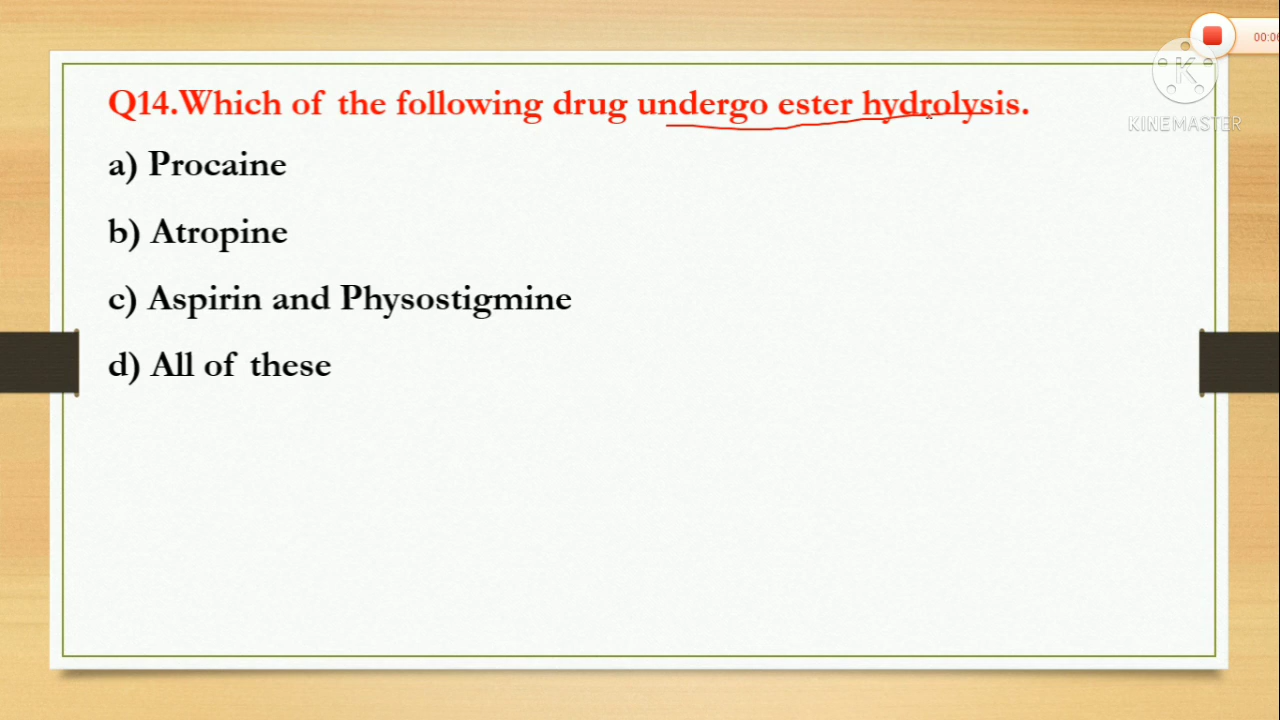 Q14.Which of the following drug undergo ester hydrolysis.
a) Procaine
b) Atropine
c) Aspirin and Physostigmine
d) All of these
KINEMASTER